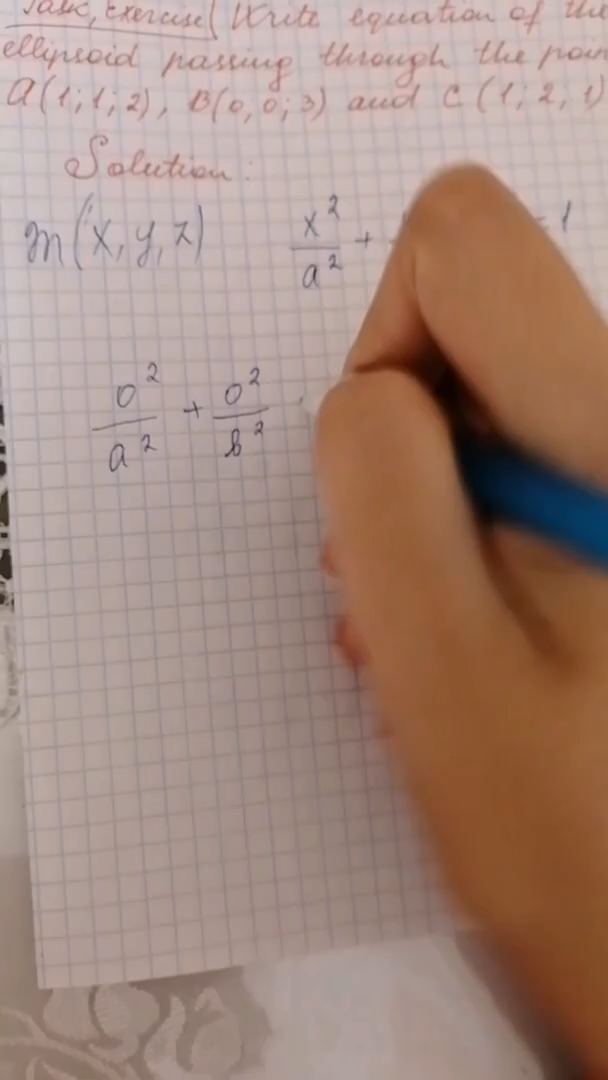 Task, exercise| Write equation of the
ellipsoid passing through the
A(1;1;2), B(0,0;3) and C(1;2,1)
Solution:
M(x,y,z) x²/a² + = 1
0²/a² + 0²/b²